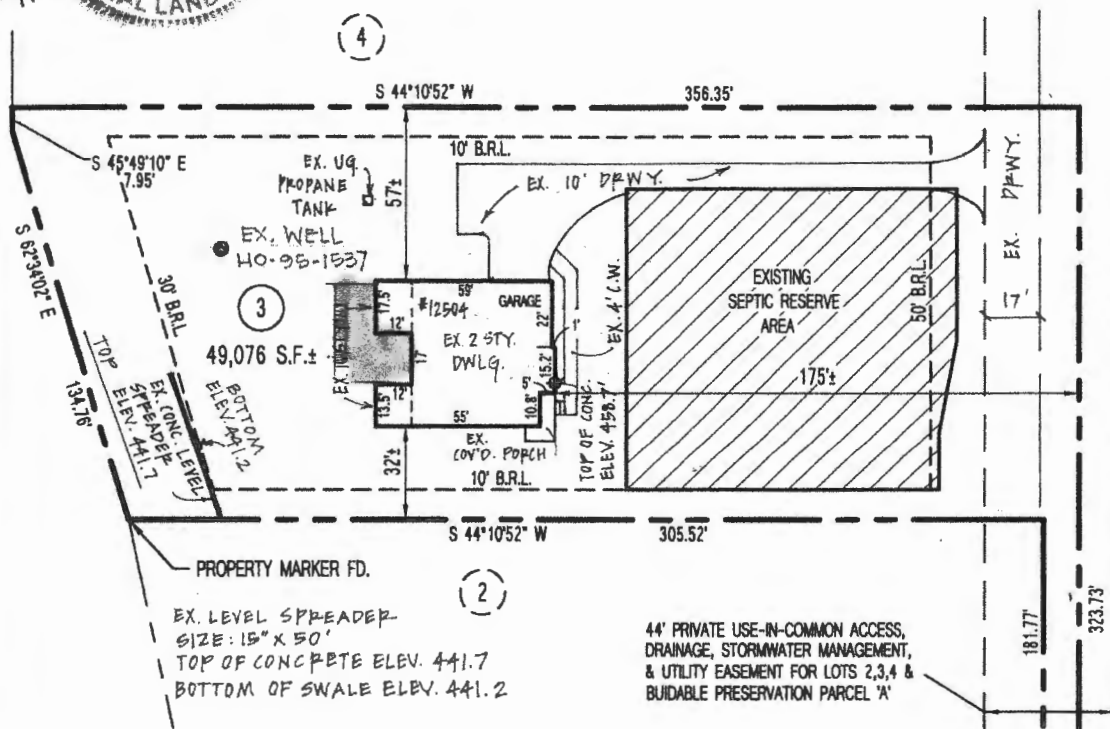 AL LAND
4
S 44°10'52" W
356.35'
S 45°49'10" E
7.95'
10' B.R.L.
EX. UG.
PROPANE
TANK
57'±
EX. 10' DRWY.
EX. DRWY.
17'
EX. WELL
HO-95-1537
S 62°34'02" E
134.76'
30' BRL
3
49,076 S.F.±
17.5'
59'
#12504
GARAGE
22'
12'
17'
EX. 2 STY.
DWLG.
15.2'
1'
EX. 4' C.W.
EXISTING
SEPTIC RESERVE
AREA
50' B.R.L.
175'±
5'
12'
13.5'
55'
10.8'
EX.
COV'D. PORCH
TOP OF CONC.
ELEV. 458.7'
TOP
ELEV. 441.7
EX. CONC. LEVEL
SPREADER
BOTTOM
ELEV. 441.2
32'±
10' B.R.L.
S 44°10'52" W
305.52'
PROPERTY MARKER FD.
2
EX. LEVEL SPREADER
SIZE: 15" X 50'
TOP OF CONCRETE ELEV. 441.7
BOTTOM OF SWALE ELEV. 441.2
44' PRIVATE USE-IN-COMMON ACCESS,
DRAINAGE, STORMWATER MANAGEMENT,
& UTILITY EASEMENT FOR LOTS 2,3,4 &
BUIDABLE PRESERVATION PARCEL 'A'
181.77'
323.73'